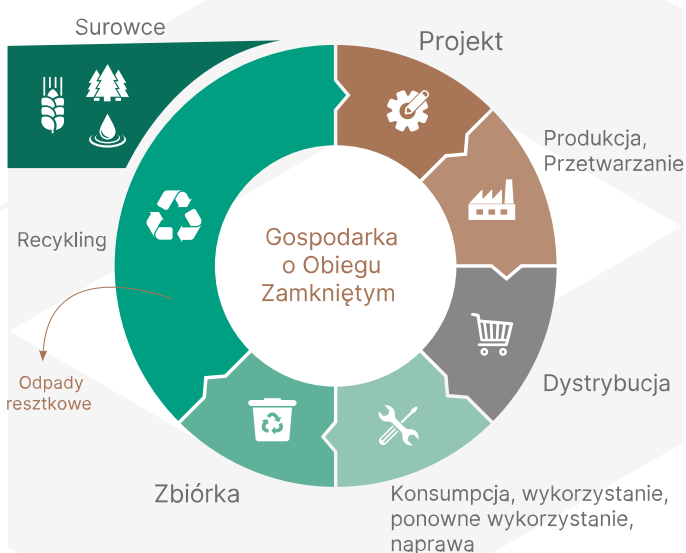 Surowce
Projekt
Produkcja,
Przetwarzanie
Recykling
Gospodarka
o Obiegu
Zamkniętym
Odpady
resztkowe
Dystrybucja
Zbiórka
Konsumpcja, wykorzystanie,
ponowne wykorzystanie,
naprawa